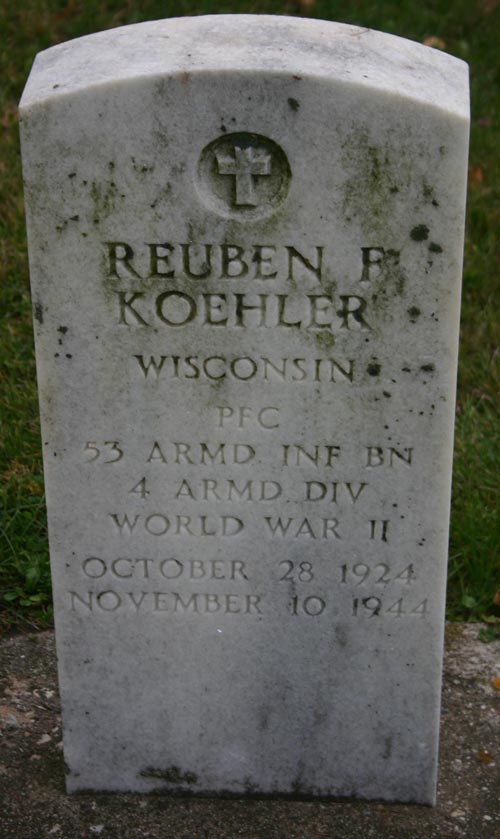 REUBEN F
KOEHLER
WISCONSIN
PFC
53 ARMD INF BN
4 ARMD DIV
WORLD WAR II
OCTOBER 28 1924
NOVEMBER 10 1944